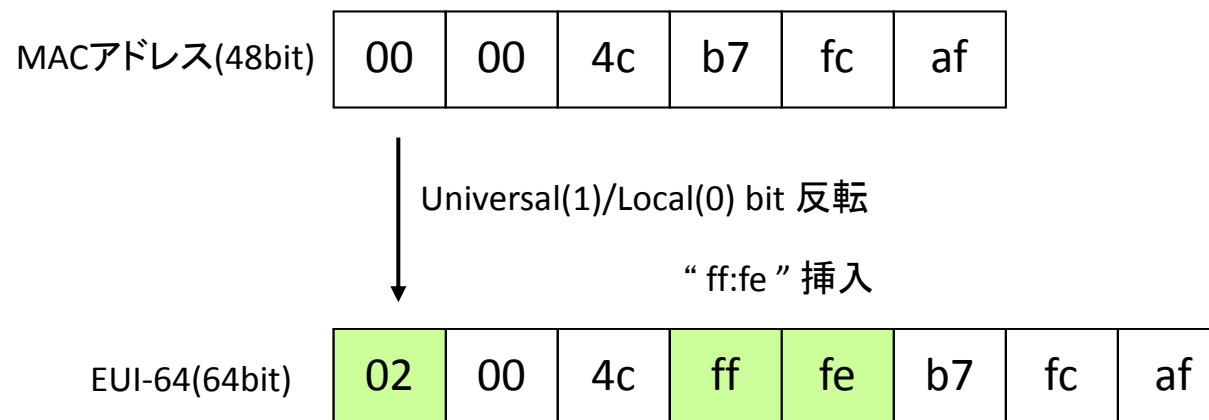 MACアドレス(48bit) 00 00 4c b7 fc af
Universal(1)/Local(0) bit 反転
“ ff:fe ” 挿入
EUI-64(64bit) 02 00 4c ff fe b7 fc af